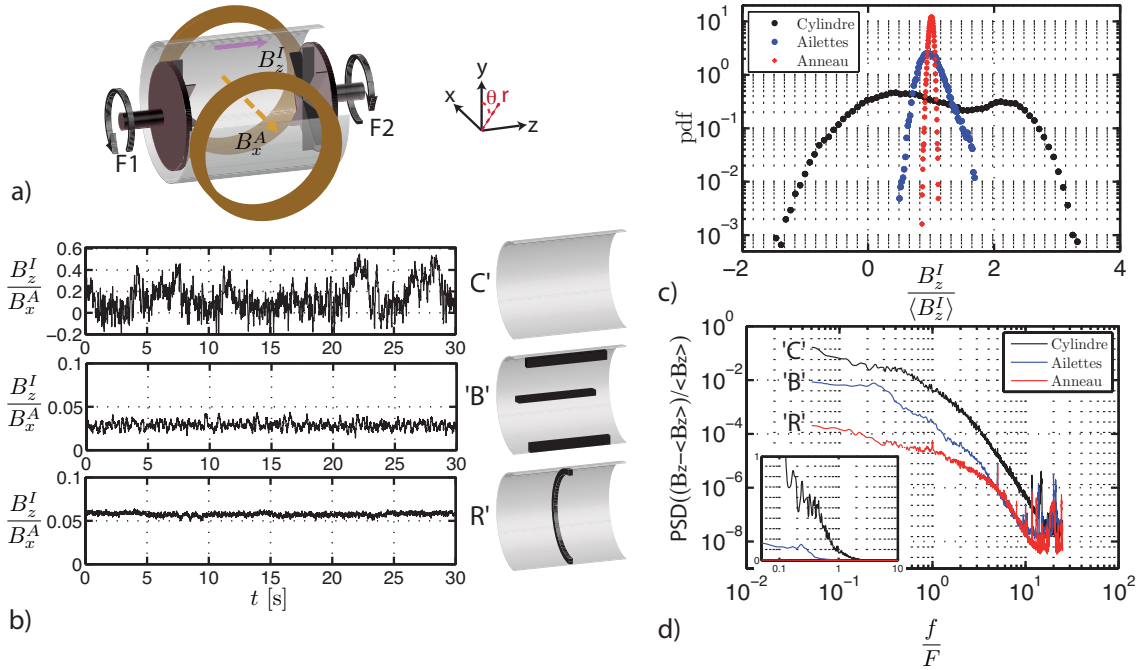 a)
F1
F2
B_z^I
B_x^A
x
y
θ
r
z
b)
B_z^I / B_x^A
0.6
0.4
0.2
0
−0.2
0 5 10 15 20 25 30
C'
B_z^I / B_x^A
0.1
0.05
0
0 5 10 15 20 25 30
'B'
B_z^I / B_x^A
0.1
0.05
0
0 5 10 15 20 25 30
t [s]
R'
c)
pdf
10^1
10^0
10^-1
10^-2
10^-3
Cylindre
Ailettes
Anneau
−2 0 2 4
B_z^I / ⟨B_z^I⟩
d)
PSD((Bz−<Bz>)/<Bz>)
10^0
10^-2
10^-4
10^-6
10^-8
'C'
'B'
'R'
Cylindre
Ailettes
Anneau
1
0
0.1 1 10
10^-2 10^-1 10^0 10^1 10^2
f / F